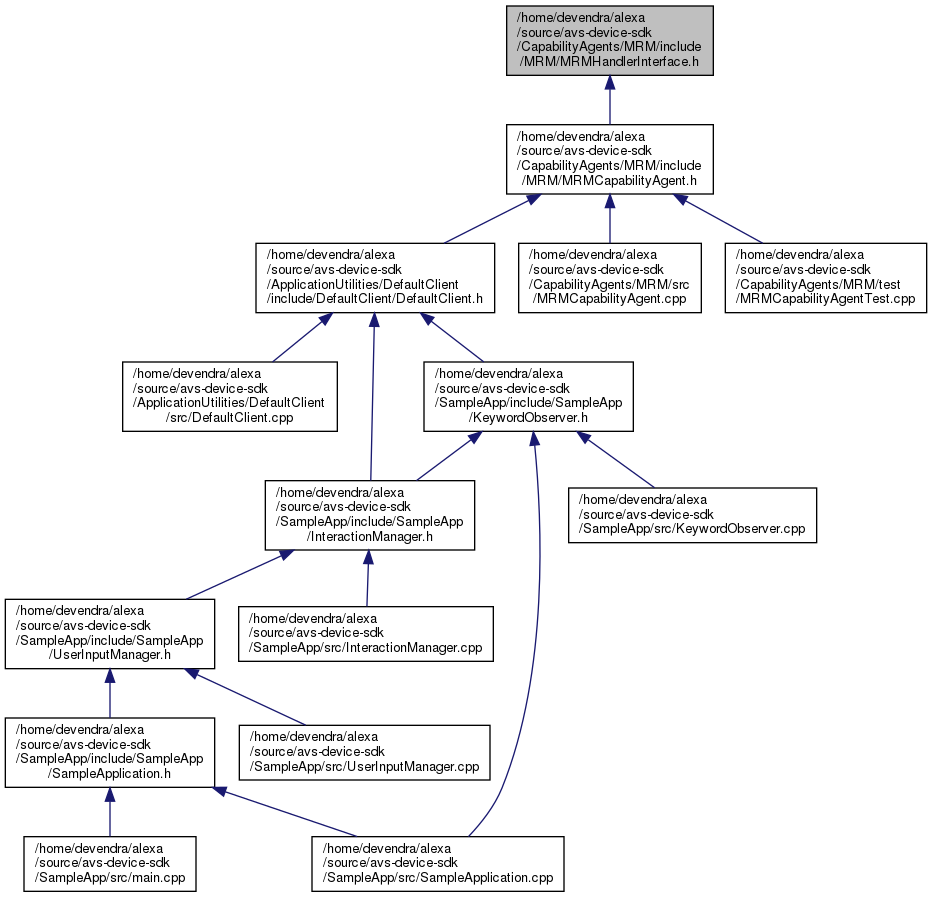 /home/devendra/alexa
/source/avs-device-sdk
/CapabilityAgents/MRM/include
/MRM/MRMHandlerInterface.h
/home/devendra/alexa
/source/avs-device-sdk
/CapabilityAgents/MRM/include
/MRM/MRMCapabilityAgent.h
/home/devendra/alexa
/source/avs-device-sdk
/ApplicationUtilities/DefaultClient
/include/DefaultClient/DefaultClient.h
/home/devendra/alexa
/source/avs-device-sdk
/CapabilityAgents/MRM/src
/MRMCapabilityAgent.cpp
/home/devendra/alexa
/source/avs-device-sdk
/CapabilityAgents/MRM/test
/MRMCapabilityAgentTest.cpp
/home/devendra/alexa
/source/avs-device-sdk
/ApplicationUtilities/DefaultClient
/src/DefaultClient.cpp
/home/devendra/alexa
/source/avs-device-sdk
/SampleApp/include/SampleApp
/KeywordObserver.h
/home/devendra/alexa
/source/avs-device-sdk
/SampleApp/include/SampleApp
/InteractionManager.h
/home/devendra/alexa
/source/avs-device-sdk
/SampleApp/src/KeywordObserver.cpp
/home/devendra/alexa
/source/avs-device-sdk
/SampleApp/include/SampleApp
/UserInputManager.h
/home/devendra/alexa
/source/avs-device-sdk
/SampleApp/src/InteractionManager.cpp
/home/devendra/alexa
/source/avs-device-sdk
/SampleApp/include/SampleApp
/SampleApplication.h
/home/devendra/alexa
/source/avs-device-sdk
/SampleApp/src/UserInputManager.cpp
/home/devendra/alexa
/source/avs-device-sdk
/SampleApp/src/main.cpp
/home/devendra/alexa
/source/avs-device-sdk
/SampleApp/src/SampleApplication.cpp